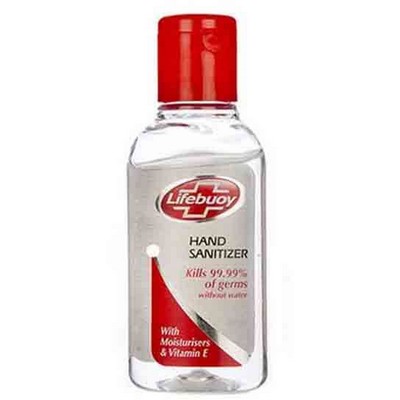 Lifebuoy
HAND
SANITIZER
Kills 99.99%
of germs
without water
With
Moisturisers
& Vitamin E